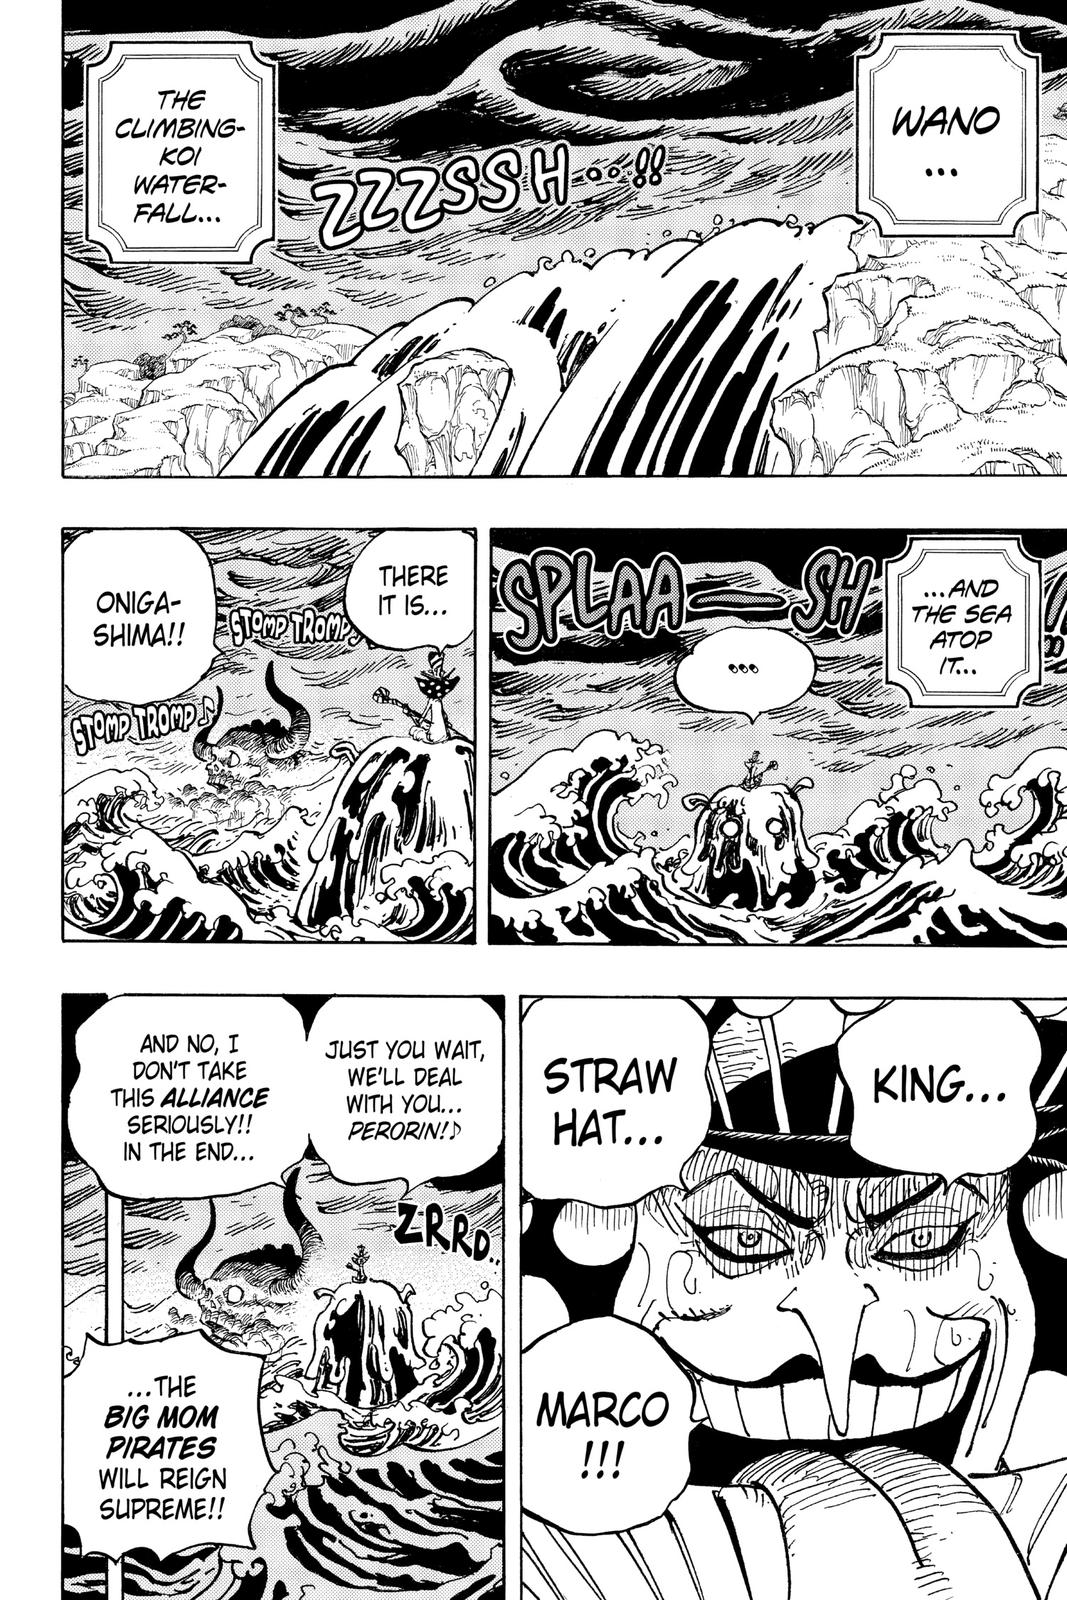 WANO
...
THE
CLIMBING-
KOI
WATER-
FALL...
ZZZSSH...!!
...AND
THE SEA
ATOP
IT...
SPLAA—SH
...
THERE
IT IS...
STOMP TROMP♪
ONIGA-
SHIMA!!
STOMP TROMP♪
KING...
STRAW
HAT...
MARCO
!!!
JUST YOU WAIT,
WE'LL DEAL
WITH YOU...
PERORIN!♪
AND NO, I
DON'T TAKE
THIS ALLIANCE
SERIOUSLY!!
IN THE END...
ZRRD..
...THE
BIG MOM
PIRATES
WILL REIGN
SUPREME!!